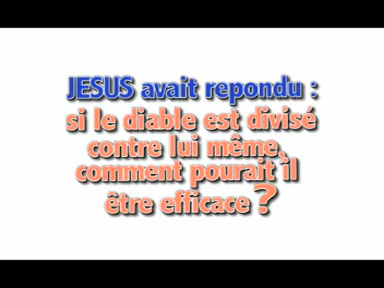 JESUS avait repondu :
si le diable est divisé
contre lui même,
comment pourait il
être efficace ?